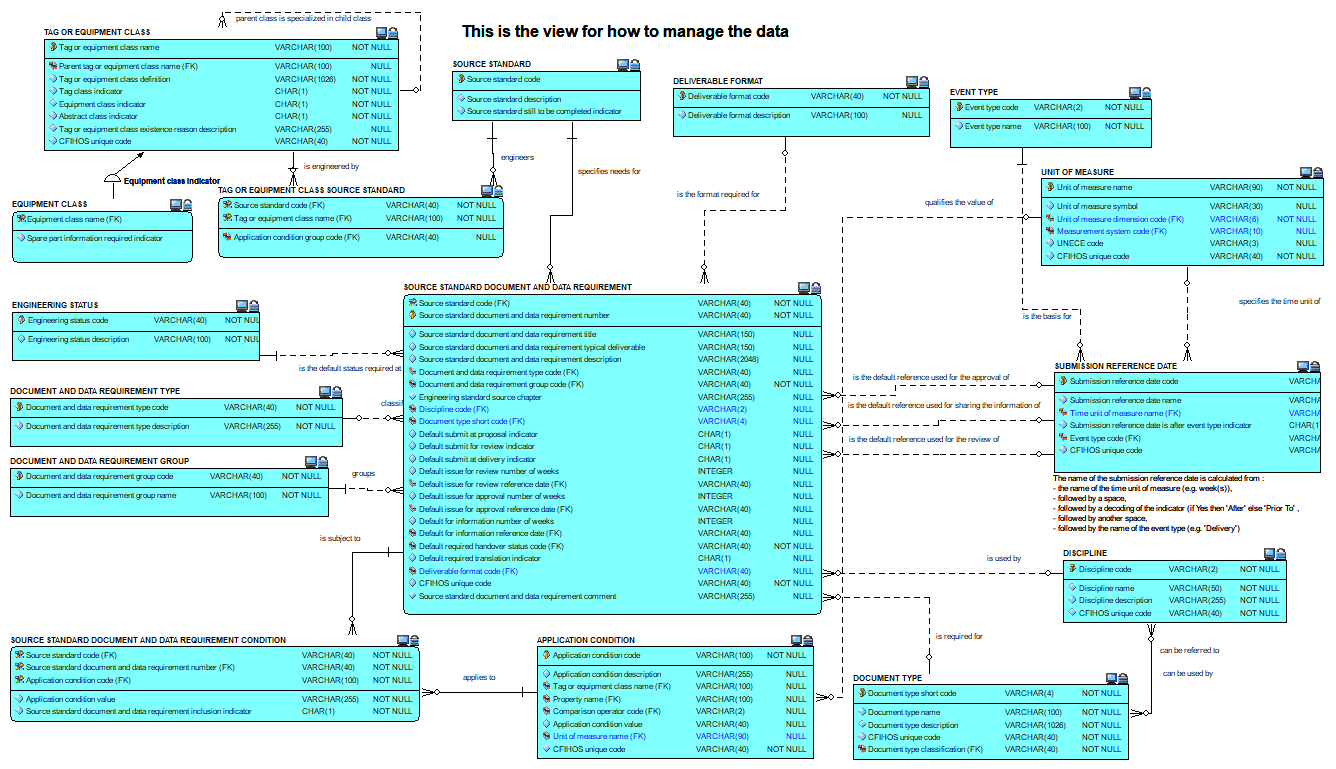 parent class is specialized in child class
This is the view for how to manage the data
TAG OR EQUIPMENT CLASS
Tag or equipment class name VARCHAR(100) NOT NULL
Parent tag or equipment class name (FK) VARCHAR(100) NULL
Tag or equipment class definition VARCHAR(1026) NOT NULL
Tag class indicator CHAR(1) NOT NULL
Equipment class indicator CHAR(1) NOT NULL
Abstract class indicator CHAR(1) NOT NULL
Tag or equipment class existence reason description VARCHAR(255) NULL
CFIHOS unique code VARCHAR(40) NOT NULL
SOURCE STANDARD
Source standard code
Source standard description
Source standard still to be completed indicator
DELIVERABLE FORMAT
Deliverable format code VARCHAR(40) NOT NULL
Deliverable format description VARCHAR(100) NULL
EVENT TYPE
Event type code VARCHAR(2) NOT NULL
Event type name VARCHAR(100) NOT NULL
is engineered by
engineers
specifies needs for
is the format required for
qualifies the value of
Equipment class indicator
EQUIPMENT CLASS
Equipment class name (FK)
Spare part information required indicator
TAG OR EQUIPMENT CLASS SOURCE STANDARD
Source standard code (FK) VARCHAR(40) NOT NULL
Tag or equipment class name (FK) VARCHAR(100) NOT NULL
Application condition group code (FK) VARCHAR(40) NULL
UNIT OF MEASURE
Unit of measure name VARCHAR(90) NOT NULL
Unit of measure symbol VARCHAR(30) NULL
Unit of measure dimension code (FK) VARCHAR(6) NOT NULL
Measurement system code (FK) VARCHAR(10) NULL
UNECE code VARCHAR(3) NULL
CFIHOS unique code VARCHAR(40) NOT NULL
specifies the time unit of
is the basis for
ENGINEERING STATUS
Engineering status code VARCHAR(40) NOT NUL
Engineering status description VARCHAR(100) NOT NUL
is the default status required at
DOCUMENT AND DATA REQUIREMENT TYPE
Document and data requirement type code VARCHAR(40) NOT NULL
Document and data requirement type description VARCHAR(255) NOT NULL
classif
DOCUMENT AND DATA REQUIREMENT GROUP
Document and data requirement group code VARCHAR(40) NOT NULL
Document and data requirement group name VARCHAR(100) NOT NULL
groups
is subject to
SOURCE STANDARD DOCUMENT AND DATA REQUIREMENT
Source standard code (FK) VARCHAR(40) NOT NULL
Source standard document and data requirement number VARCHAR(40) NOT NULL
Source standard document and data requirement title VARCHAR(150) NULL
Source standard document and data requirement typical deliverable VARCHAR(150) NULL
Source standard document and data requirement description VARCHAR(2048) NULL
Document and data requirement type code (FK) VARCHAR(40) NULL
Document and data requirement group code (FK) VARCHAR(40) NOT NULL
Engineering standard source chapter VARCHAR(255) NULL
Discipline code (FK) VARCHAR(2) NULL
Document type short code (FK) VARCHAR(4) NULL
Default submit at proposal indicator CHAR(1) NULL
Default submit for review indicator CHAR(1) NULL
Default submit at delivery indicator CHAR(1) NULL
Default issue for review number of weeks INTEGER NULL
Default issue for review reference date (FK) VARCHAR(40) NULL
Default issue for approval number of weeks INTEGER NULL
Default issue for approval reference date (FK) VARCHAR(40) NULL
Default for information number of weeks INTEGER NULL
Default for information reference date (FK) VARCHAR(40) NULL
Default required handover status code (FK) VARCHAR(40) NOT NULL
Default required translation indicator CHAR(1) NULL
Deliverable format code (FK) VARCHAR(40) NULL
CFIHOS unique code VARCHAR(40) NOT NULL
Source standard document and data requirement comment VARCHAR(255) NULL
is the default reference used for the approval of
is the default reference used for sharing the information of
is the default reference used for the review of
SUBMISSION REFERENCE DATE
Submission reference date code VARCHA
Submission reference date name VARCHA
Time unit of measure name (FK) VARCHA
Submission reference date is after event type indicator CHAR(1
Event type code (FK) VARCHA
CFIHOS unique code VARCHA
The name of the submission reference date is calculated from :
- the name of the time unit of measure (e.g. week(s)),
- followed by a space,
- followed by a decoding of the indicator (if Yes then 'After' else 'Prior To' ,
- followed by another space,
- followed by the name of the event type (e.g. 'Delivery')
is used by
DISCIPLINE
Discipline code VARCHAR(2) NOT NULL
Discipline name VARCHAR(50) NOT NULL
Discipline description VARCHAR(255) NOT NULL
CFIHOS unique code VARCHAR(40) NOT NULL
is required for
can be referred to
can be used by
SOURCE STANDARD DOCUMENT AND DATA REQUIREMENT CONDITION
Source standard code (FK) VARCHAR(40) NOT NULL
Source standard document and data requirement number (FK) VARCHAR(40) NOT NULL
Application condition code (FK) VARCHAR(100) NOT NULL
Application condition value VARCHAR(255) NOT NULL
Source standard document and data requirement inclusion indicator CHAR(1) NOT NULL
applies to
APPLICATION CONDITION
Application condition code VARCHAR(100) NOT NULL
Application condition description VARCHAR(255) NULL
Tag or equipment class name (FK) VARCHAR(100) NULL
Property name (FK) VARCHAR(100) NULL
Comparison operator code (FK) VARCHAR(2) NULL
Application condition value VARCHAR(40) NULL
Unit of measure name (FK) VARCHAR(90) NULL
CFIHOS unique code VARCHAR(40) NOT NULL
DOCUMENT TYPE
Document type short code VARCHAR(4) NOT NULL
Document type name VARCHAR(100) NOT NULL
Document type description VARCHAR(1026) NOT NULL
CFIHOS unique code VARCHAR(40) NOT NULL
Document type classification (FK) VARCHAR(40) NOT NULL